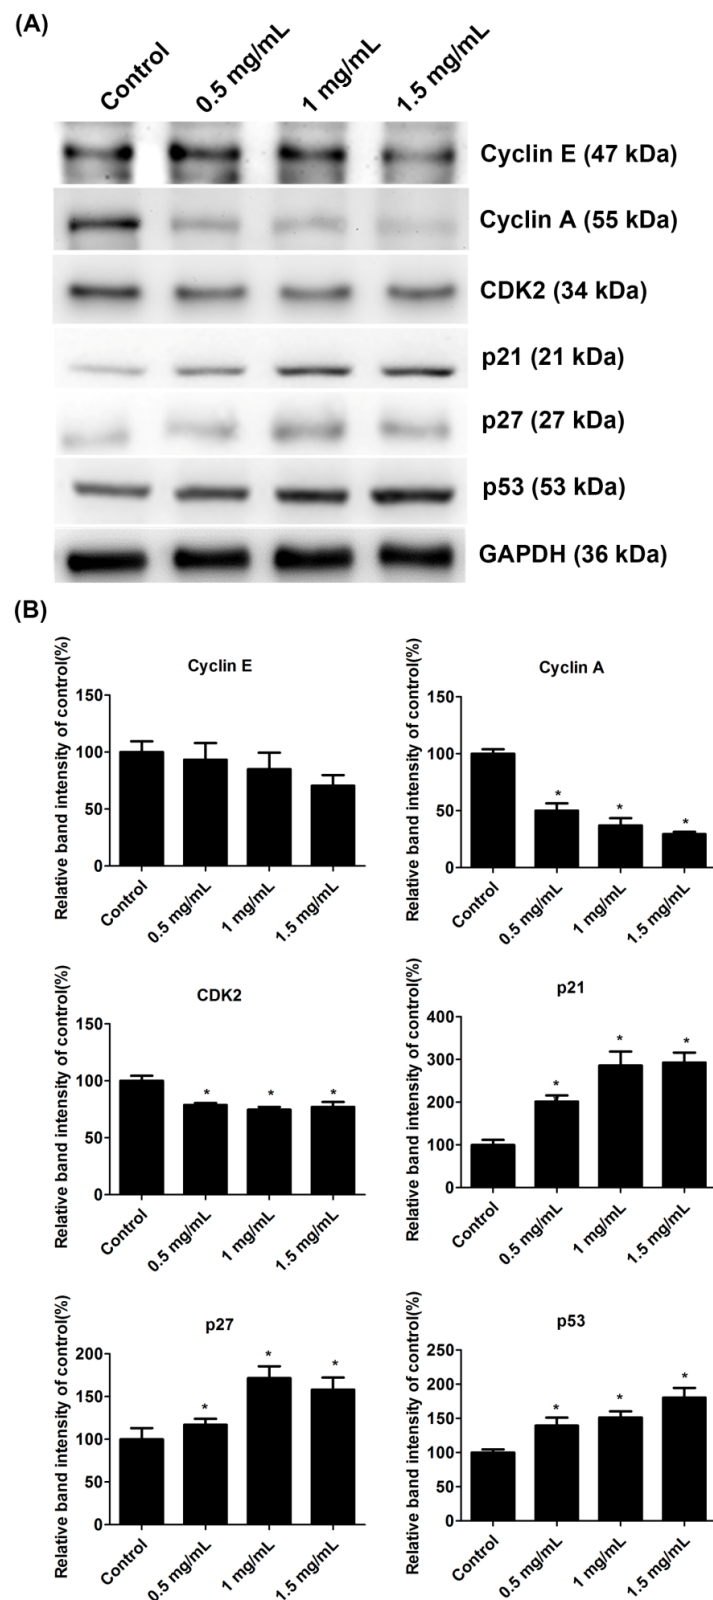 (A)
Control
0.5 mg/mL
1 mg/mL
1.5 mg/mL
Cyclin E (47 kDa)
Cyclin A (55 kDa)
CDK2 (34 kDa)
p21 (21 kDa)
p27 (27 kDa)
p53 (53 kDa)
GAPDH (36 kDa)
(B)
Cyclin E
Relative band intensity of control(%)
150
100
50
0
Control
0.5 mg/mL
1 mg/mL
1.5 mg/mL
Cyclin A
Relative band intensity of control(%)
150
100
50
0
*
*
*
Control
0.5 mg/mL
1 mg/mL
1.5 mg/mL
CDK2
Relative band intensity of control(%)
150
100
50
0
*
*
*
Control
0.5 mg/mL
1 mg/mL
1.5 mg/mL
p21
Relative band intensity of control(%)
400
300
200
100
0
*
*
*
Control
0.5 mg/mL
1 mg/mL
1.5 mg/mL
p27
Relative band intensity of control(%)
200
150
100
50
0
*
*
*
Control
0.5 mg/mL
1 mg/mL
1.5 mg/mL
p53
Relative band intensity of control(%)
250
200
150
100
50
0
*
*
*
Control
0.5 mg/mL
1 mg/mL
1.5 mg/mL